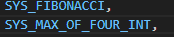 SYS_FIBONACCI,
SYS_MAX_OF_FOUR_INT,